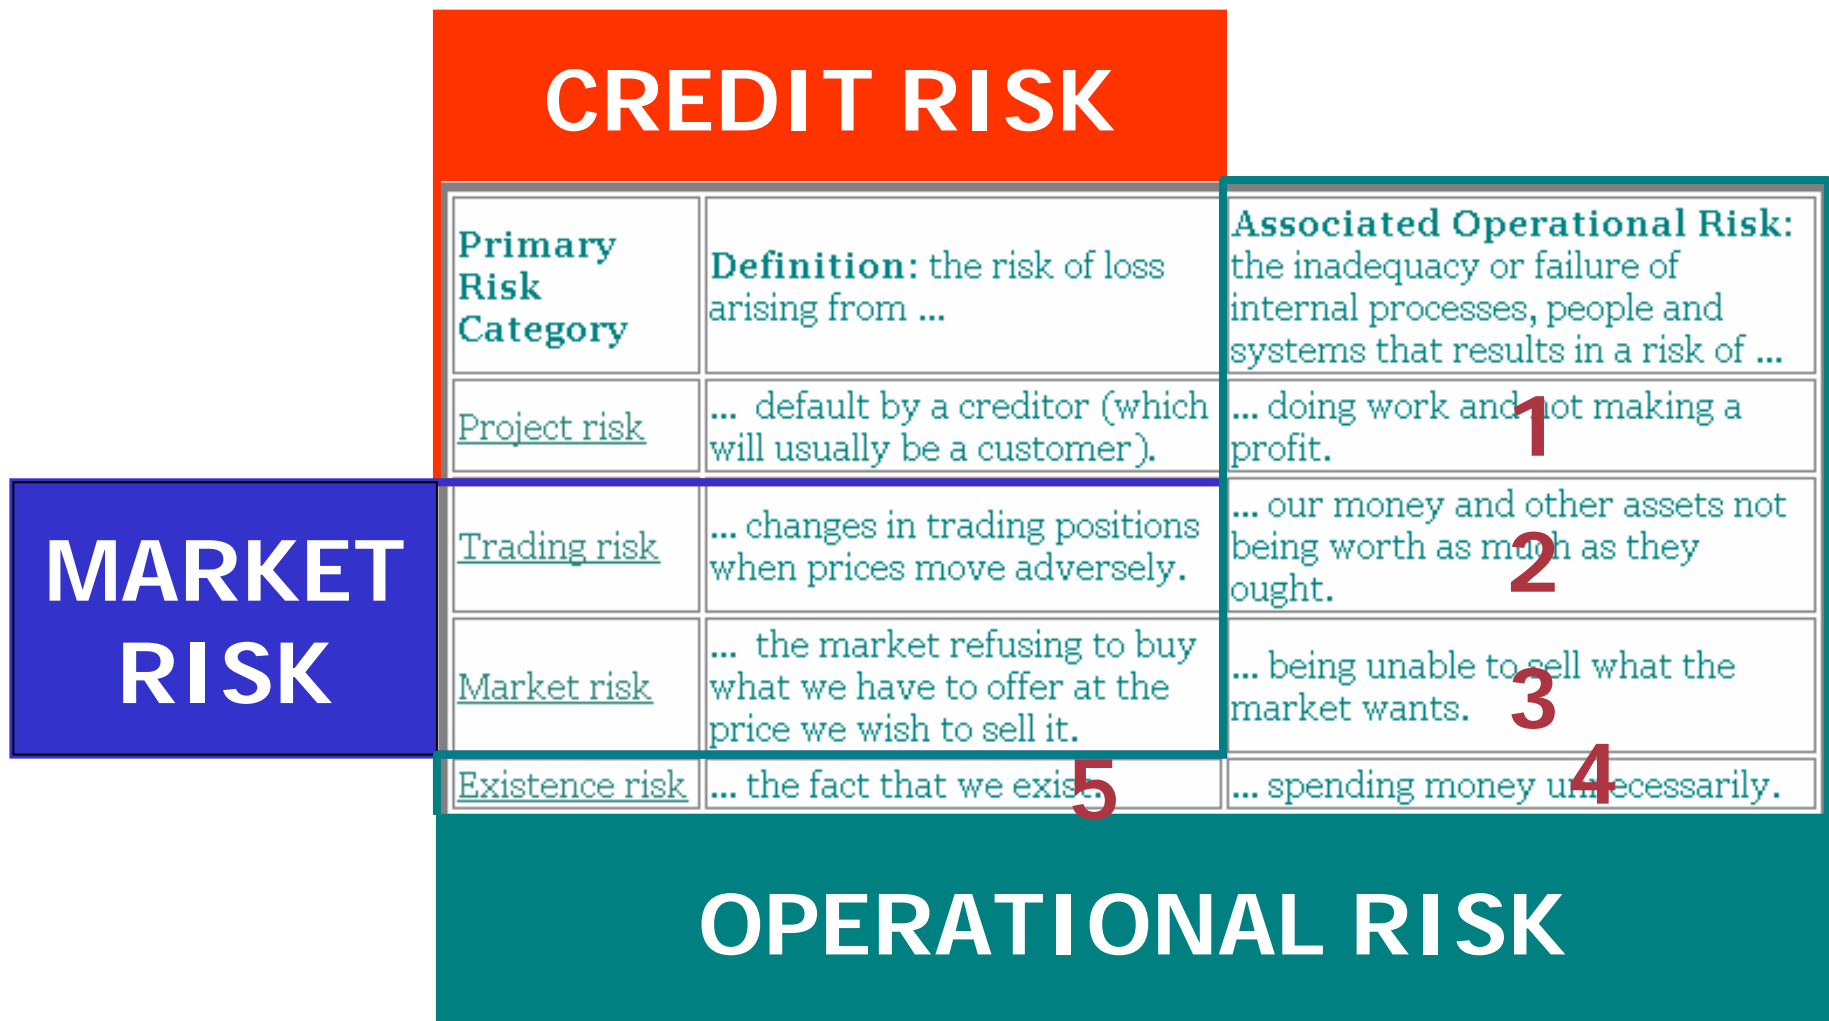 CREDIT RISK
Primary
Risk
Category
Definition: the risk of loss
arising from ...
Associated Operational Risk:
the inadequacy or failure of
internal processes, people and
systems that results in a risk of ...
Project risk
... default by a creditor (which
will usually be a customer).
... doing work and not making a
profit.
1
MARKET
RISK
Trading risk
... changes in trading positions
when prices move adversely.
... our money and other assets not
being worth as much as they
ought.
2
Market risk
... the market refusing to buy
what we have to offer at the
price we wish to sell it.
... being unable to sell what the
market wants.
3
Existence risk
... the fact that we exist.
5
... spending money unnecessarily.
4
OPERATIONAL RISK